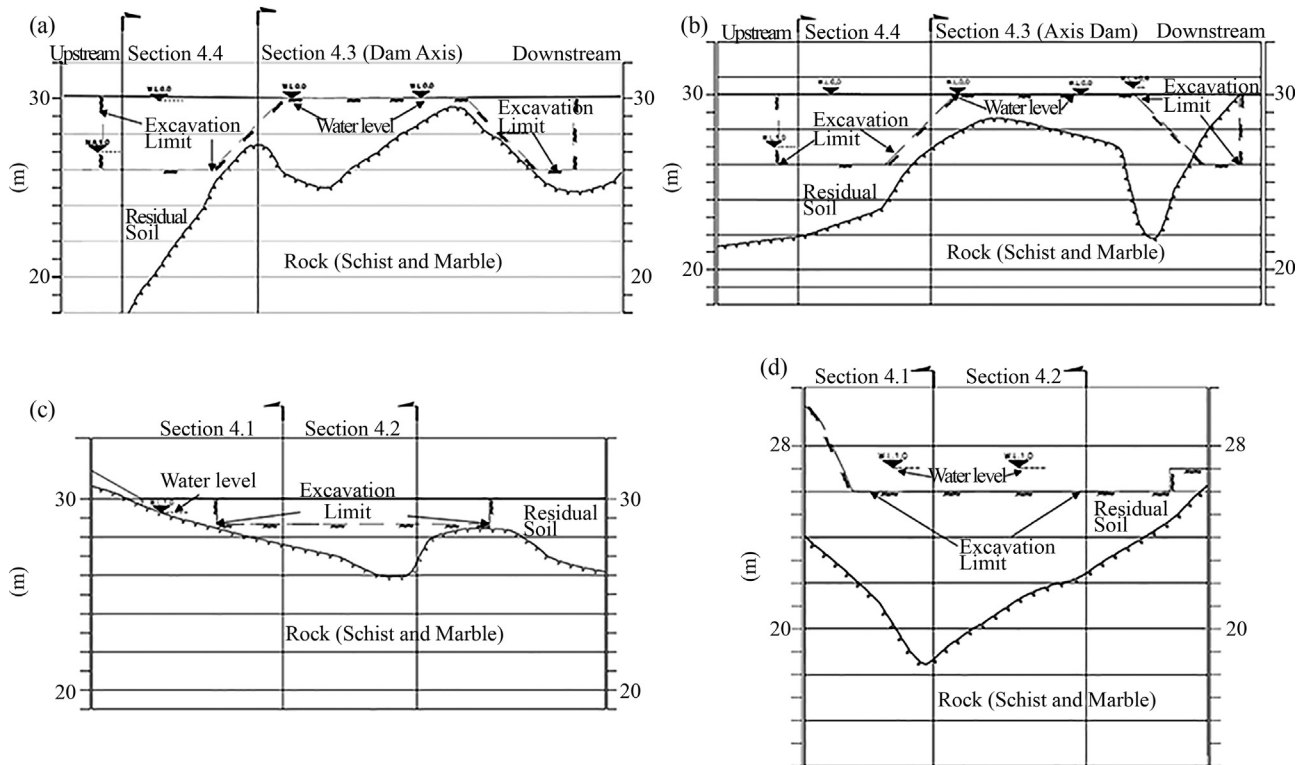 (a)
Upstream Section 4.4 Section 4.3 (Dam Axis) Downstream
30 30
Excavation
Limit
Water level
Excavation
Limit
Residual
Soil
Rock (Schist and Marble)
20 20
(m)
(b)
Upstream Section 4.4 Section 4.3 (Axis Dam) Downstream
30 30
Excavation
Limit
Water level
Excavation
Limit
Residual
Soil
Rock (Schist and Marble)
20 20
(m)
(c)
Section 4.1 Section 4.2
Water level
30 30
Excavation
Limit
Residual
Soil
Rock (Schist and Marble)
20 20
(m)
(d)
Section 4.1 Section 4.2
28 28
Water level
Residual
Soil
Excavation
Limit
20 20
Rock (Schist and Marble)
(m)